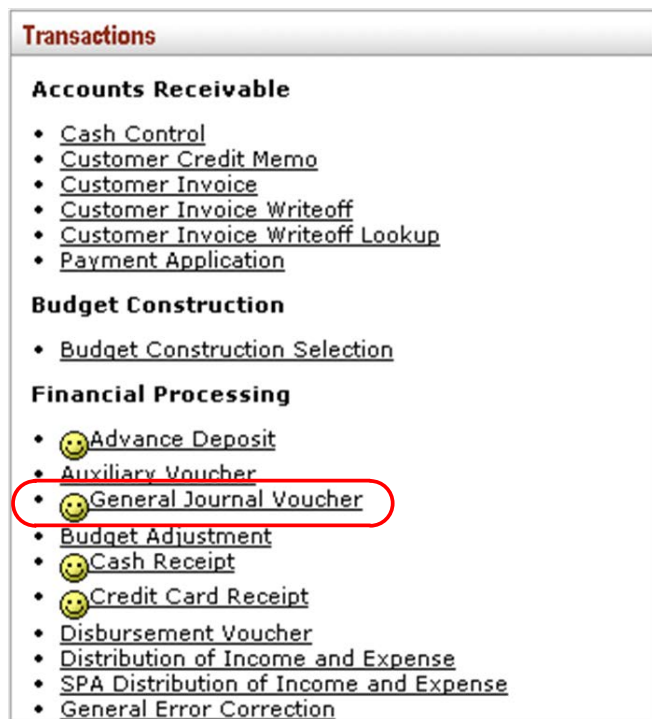 Transactions
Accounts Receivable
• Cash Control
• Customer Credit Memo
• Customer Invoice
• Customer Invoice Writeoff
• Customer Invoice Writeoff Lookup
• Payment Application
Budget Construction
• Budget Construction Selection
Financial Processing
• Advance Deposit
• Auxiliary Voucher
• General Journal Voucher
• Budget Adjustment
• Cash Receipt
• Credit Card Receipt
• Disbursement Voucher
• Distribution of Income and Expense
• SPA Distribution of Income and Expense
• General Error Correction